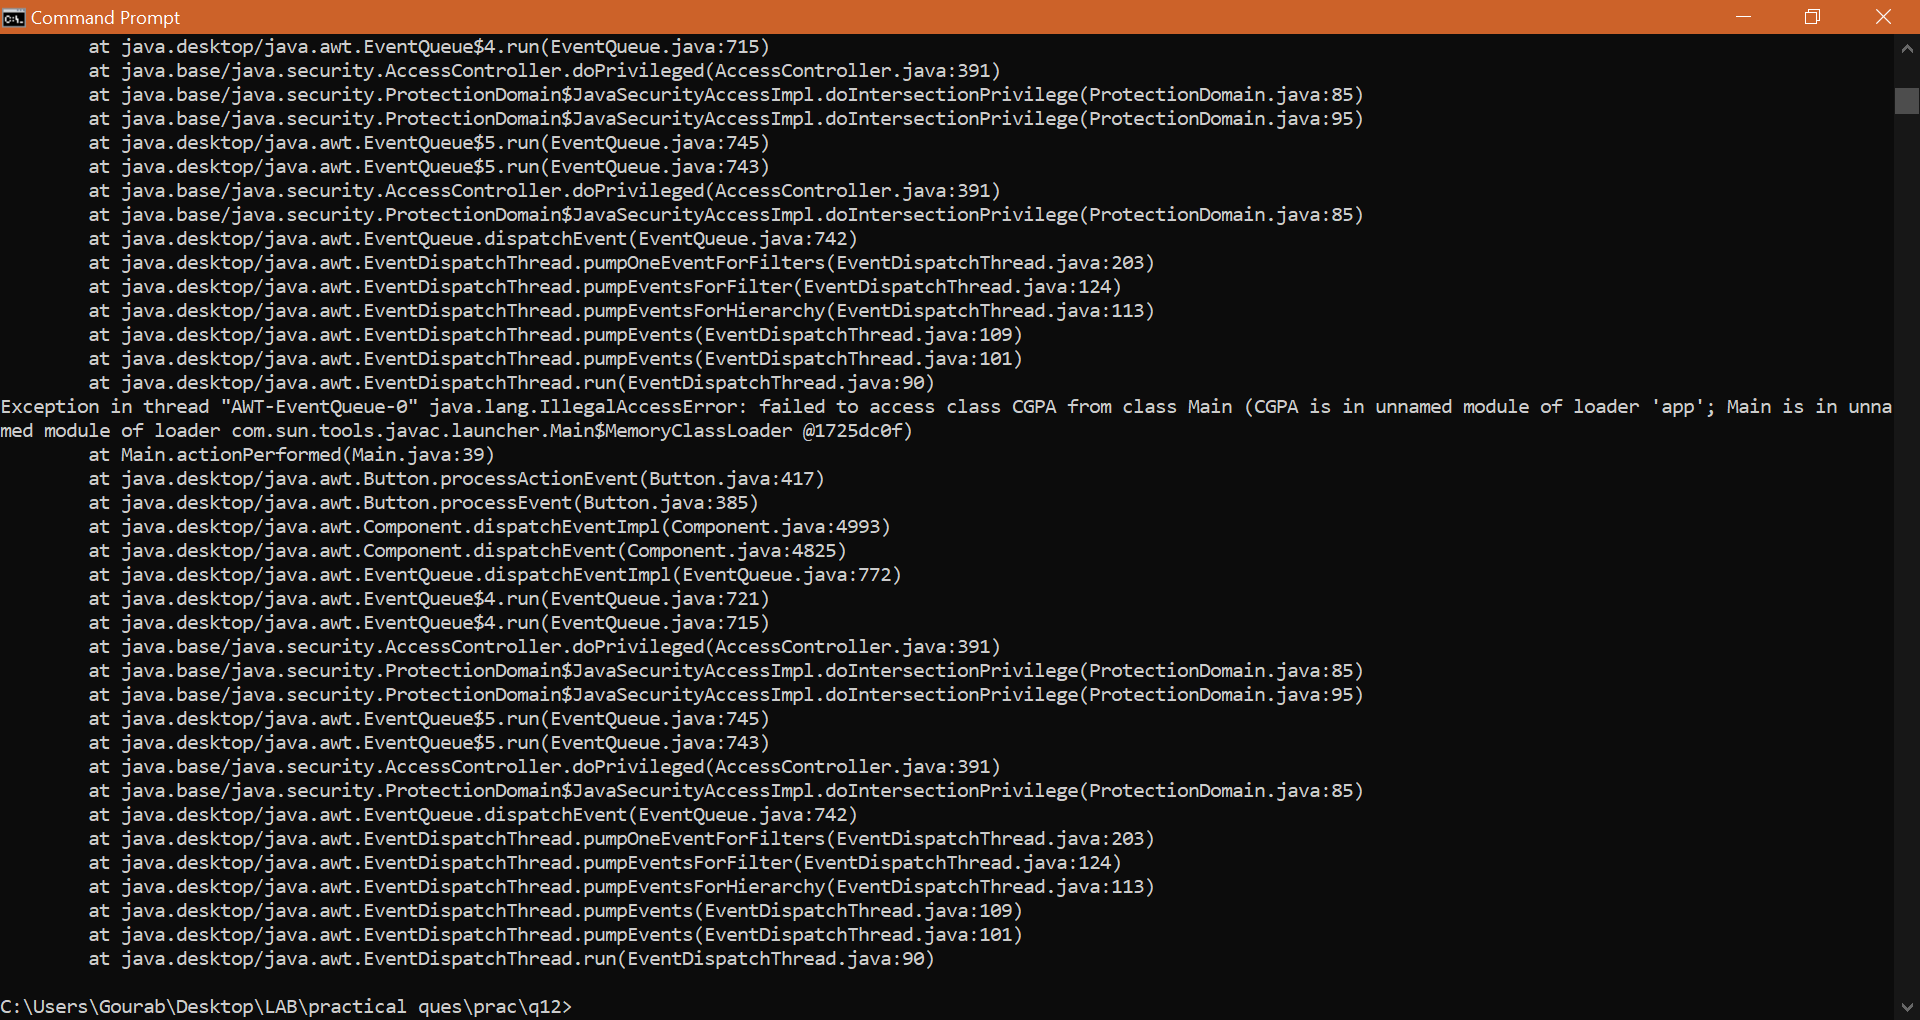 Command Prompt
at java.desktop/java.awt.EventQueue$4.run(EventQueue.java:715)
at java.base/java.security.AccessController.doPrivileged(AccessController.java:391)
at java.base/java.security.ProtectionDomain$JavaSecurityAccessImpl.doIntersectionPrivilege(ProtectionDomain.java:85)
at java.base/java.security.ProtectionDomain$JavaSecurityAccessImpl.doIntersectionPrivilege(ProtectionDomain.java:95)
at java.desktop/java.awt.EventQueue$5.run(EventQueue.java:745)
at java.desktop/java.awt.EventQueue$5.run(EventQueue.java:743)
at java.base/java.security.AccessController.doPrivileged(AccessController.java:391)
at java.base/java.security.ProtectionDomain$JavaSecurityAccessImpl.doIntersectionPrivilege(ProtectionDomain.java:85)
at java.desktop/java.awt.EventQueue.dispatchEvent(EventQueue.java:742)
at java.desktop/java.awt.EventDispatchThread.pumpOneEventForFilters(EventDispatchThread.java:203)
at java.desktop/java.awt.EventDispatchThread.pumpEventsForFilter(EventDispatchThread.java:124)
at java.desktop/java.awt.EventDispatchThread.pumpEventsForHierarchy(EventDispatchThread.java:113)
at java.desktop/java.awt.EventDispatchThread.pumpEvents(EventDispatchThread.java:109)
at java.desktop/java.awt.EventDispatchThread.pumpEvents(EventDispatchThread.java:101)
at java.desktop/java.awt.EventDispatchThread.run(EventDispatchThread.java:90)
Exception in thread "AWT-EventQueue-0" java.lang.IllegalAccessError: failed to access class CGPA from class Main (CGPA is in unnamed module of loader 'app'; Main is in unna
med module of loader com.sun.tools.javac.launcher.Main$MemoryClassLoader @1725dc0f)
at Main.actionPerformed(Main.java:39)
at java.desktop/java.awt.Button.processActionEvent(Button.java:417)
at java.desktop/java.awt.Button.processEvent(Button.java:385)
at java.desktop/java.awt.Component.dispatchEventImpl(Component.java:4993)
at java.desktop/java.awt.Component.dispatchEvent(Component.java:4825)
at java.desktop/java.awt.EventQueue.dispatchEventImpl(EventQueue.java:772)
at java.desktop/java.awt.EventQueue$4.run(EventQueue.java:721)
at java.desktop/java.awt.EventQueue$4.run(EventQueue.java:715)
at java.base/java.security.AccessController.doPrivileged(AccessController.java:391)
at java.base/java.security.ProtectionDomain$JavaSecurityAccessImpl.doIntersectionPrivilege(ProtectionDomain.java:85)
at java.base/java.security.ProtectionDomain$JavaSecurityAccessImpl.doIntersectionPrivilege(ProtectionDomain.java:95)
at java.desktop/java.awt.EventQueue$5.run(EventQueue.java:745)
at java.desktop/java.awt.EventQueue$5.run(EventQueue.java:743)
at java.base/java.security.AccessController.doPrivileged(AccessController.java:391)
at java.base/java.security.ProtectionDomain$JavaSecurityAccessImpl.doIntersectionPrivilege(ProtectionDomain.java:85)
at java.desktop/java.awt.EventQueue.dispatchEvent(EventQueue.java:742)
at java.desktop/java.awt.EventDispatchThread.pumpOneEventForFilters(EventDispatchThread.java:203)
at java.desktop/java.awt.EventDispatchThread.pumpEventsForFilter(EventDispatchThread.java:124)
at java.desktop/java.awt.EventDispatchThread.pumpEventsForHierarchy(EventDispatchThread.java:113)
at java.desktop/java.awt.EventDispatchThread.pumpEvents(EventDispatchThread.java:109)
at java.desktop/java.awt.EventDispatchThread.pumpEvents(EventDispatchThread.java:101)
at java.desktop/java.awt.EventDispatchThread.run(EventDispatchThread.java:90)
C:\Users\Gourab\Desktop\LAB\practical ques\prac\q12>